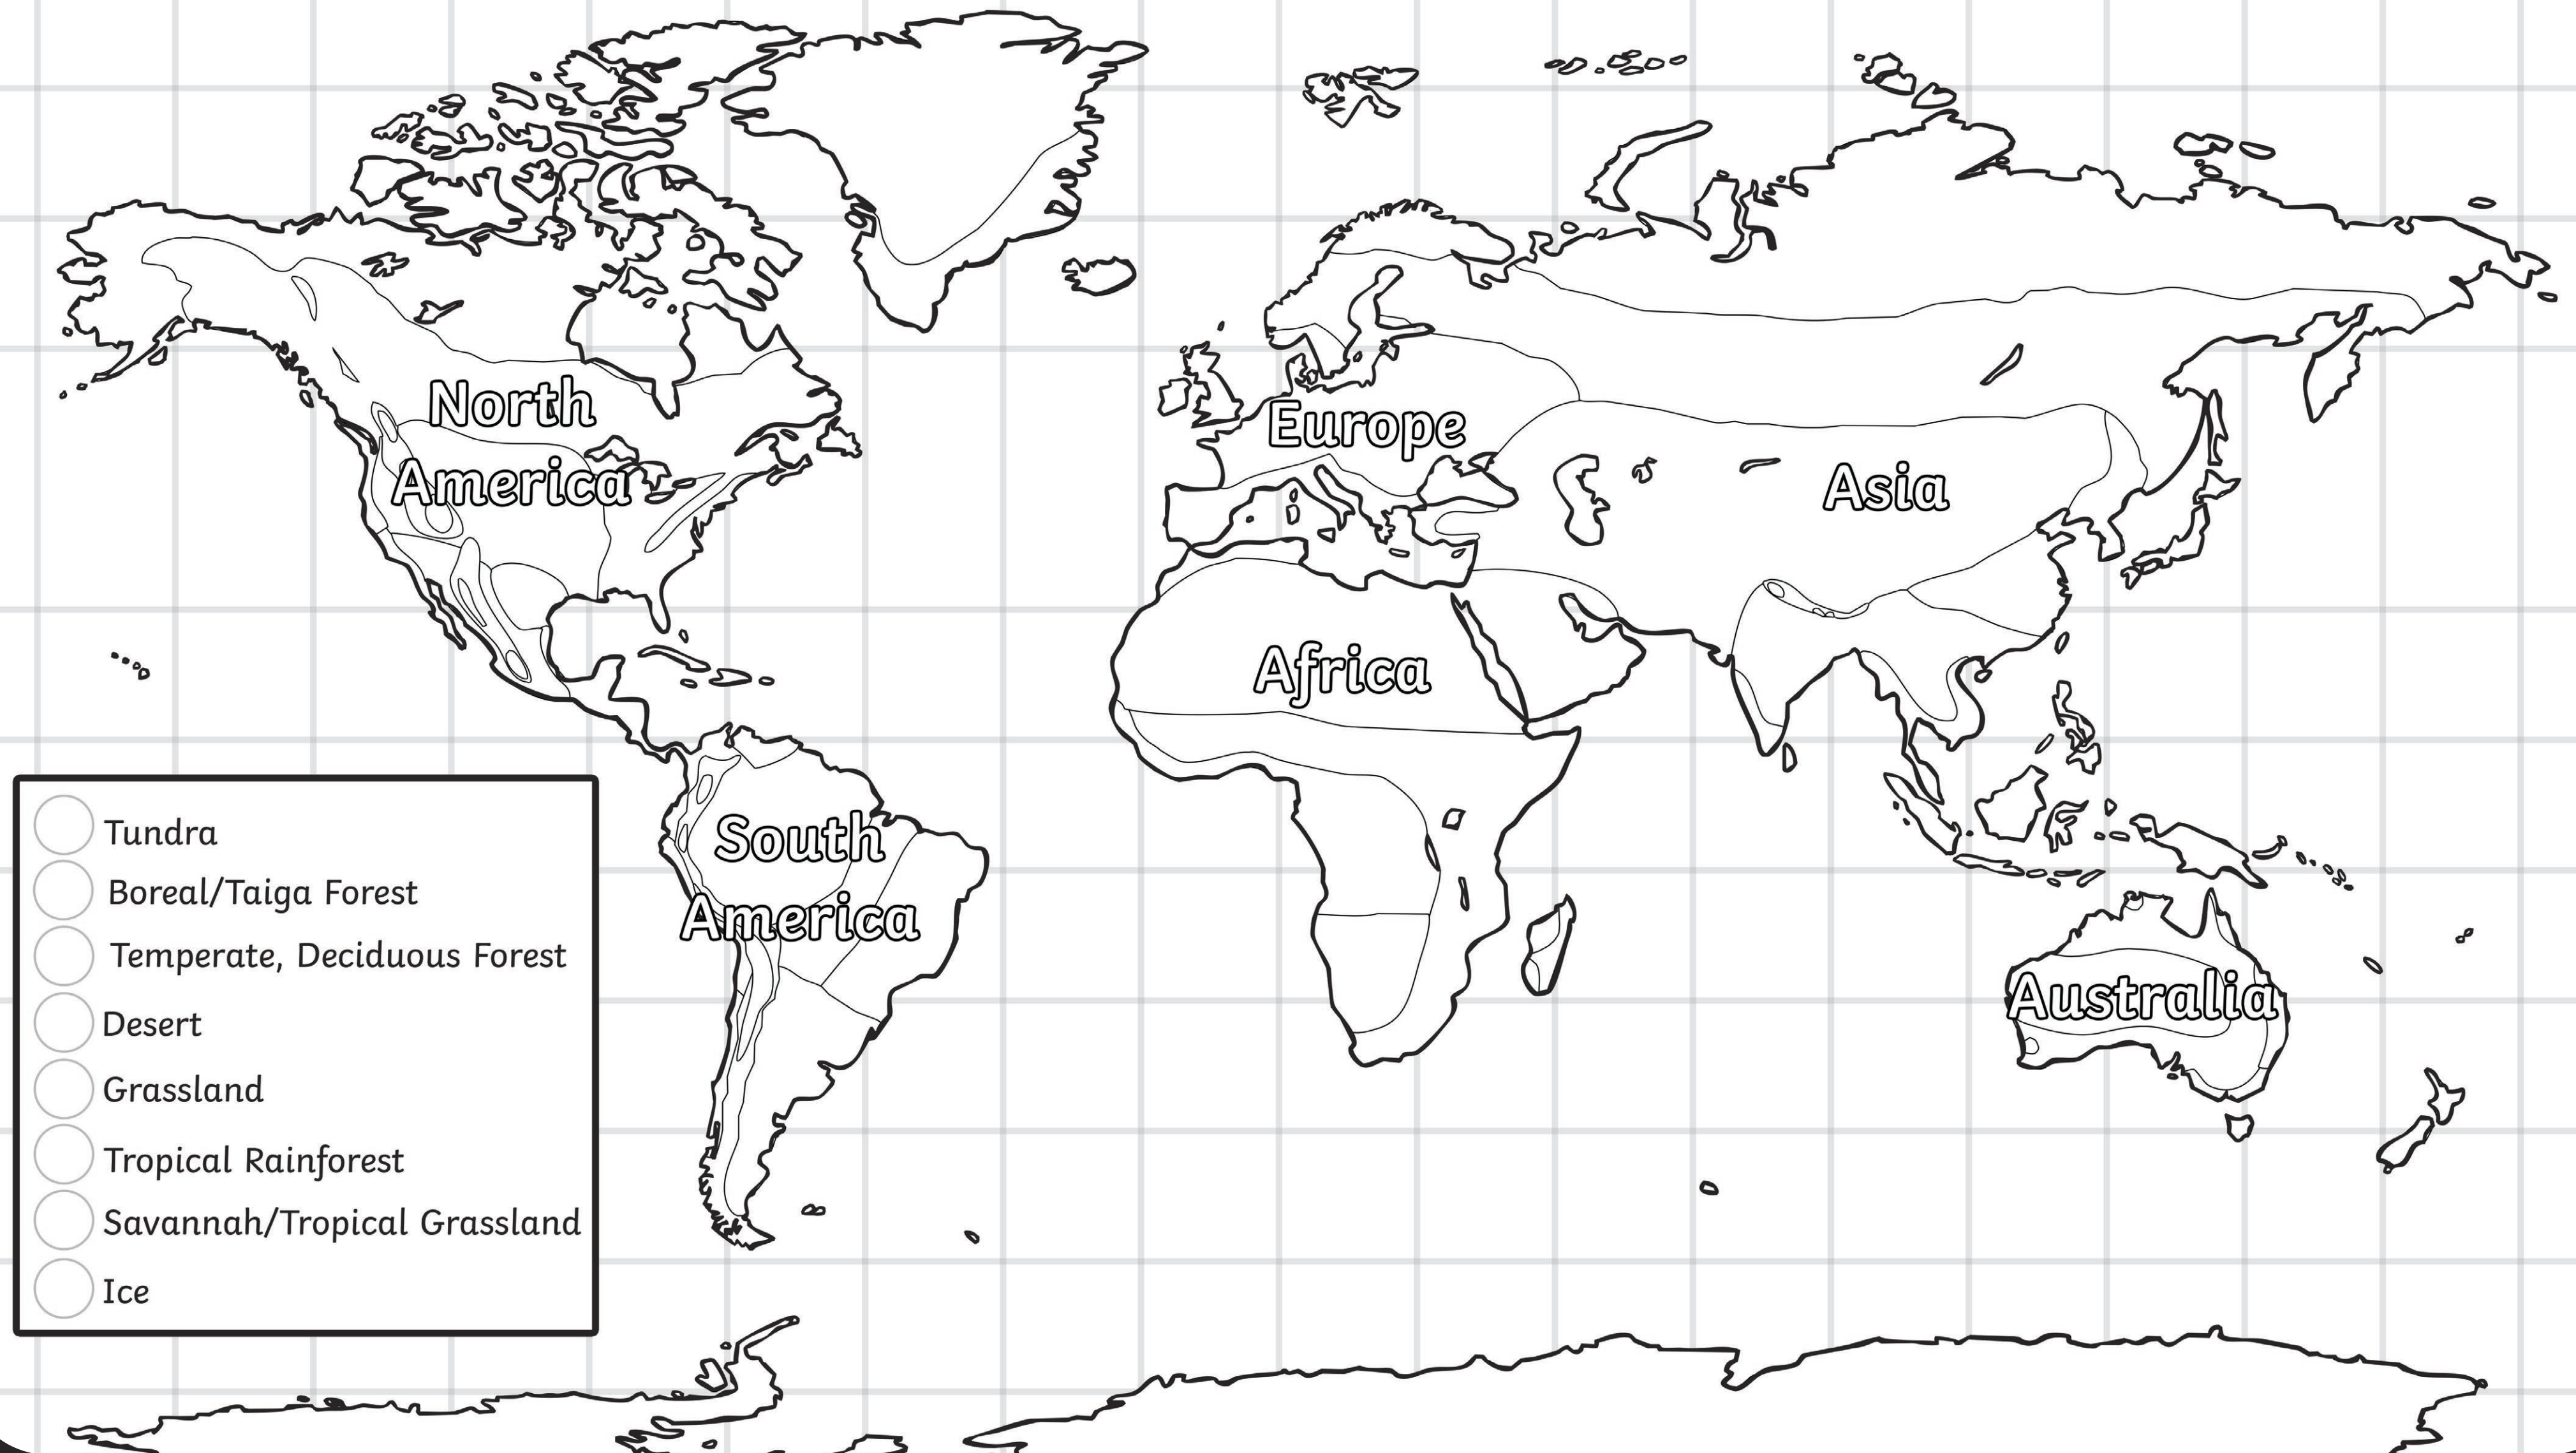 North
America
Europe
Asia
Africa
South
America
Australia
Tundra
Boreal/Taiga Forest
Temperate, Deciduous Forest
Desert
Grassland
Tropical Rainforest
Savannah/Tropical Grassland
Ice